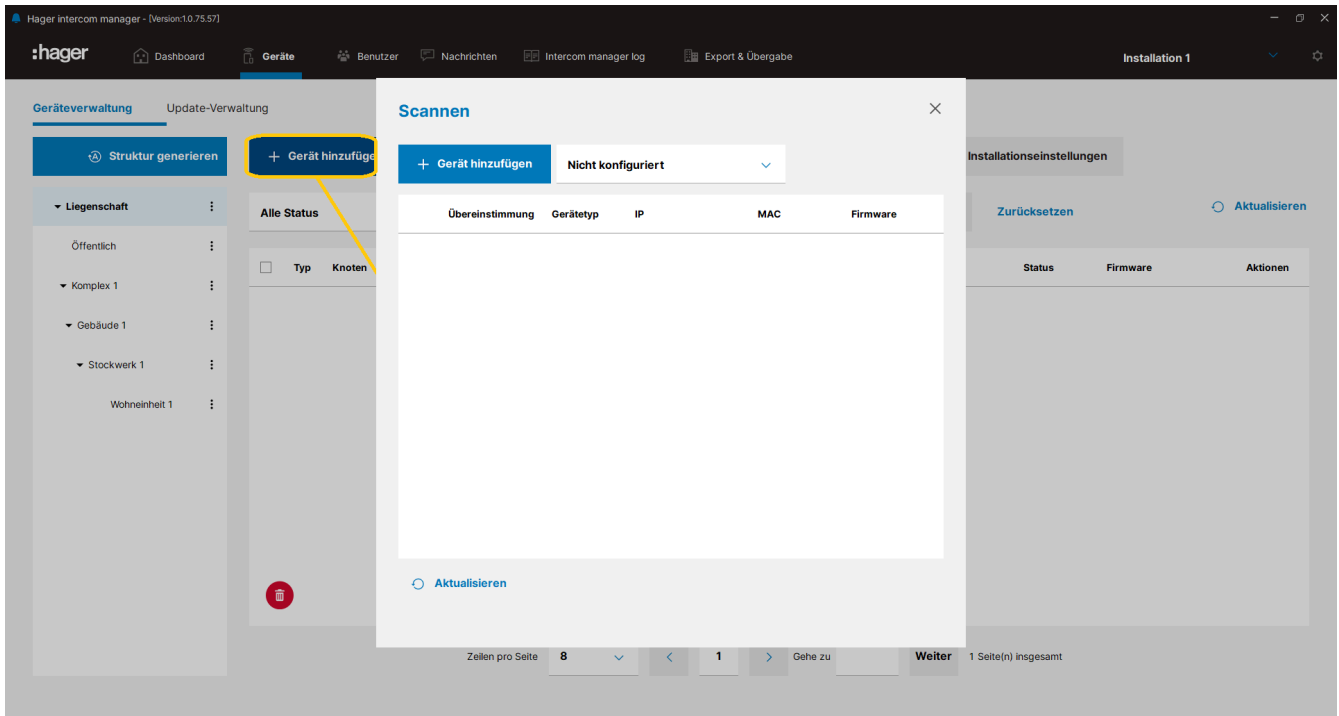 Hager intercom manager - [Version:1.0.75.57]
:hager Dashboard Geräte Benutzer Nachrichten Intercom manager log Export & Übergabe Installation 1
Geräteverwaltung Update-Verwaltung
Struktur generieren
Gerät hinzufüge
Installationseinstellungen
Liegenschaft
Öffentlich
Komplex 1
Gebäude 1
Stockwerk 1
Wohneinheit 1
Alle Status
Zurücksetzen
Aktualisieren
Typ Knoten Status Firmware Aktionen
Scannen
Gerät hinzufügen
Nicht konfiguriert
Übereinstimmung Gerätetyp IP MAC Firmware
Aktualisieren
Zeilen pro Seite 8 1 Gehe zu Weiter 1 Seite(n) insgesamt